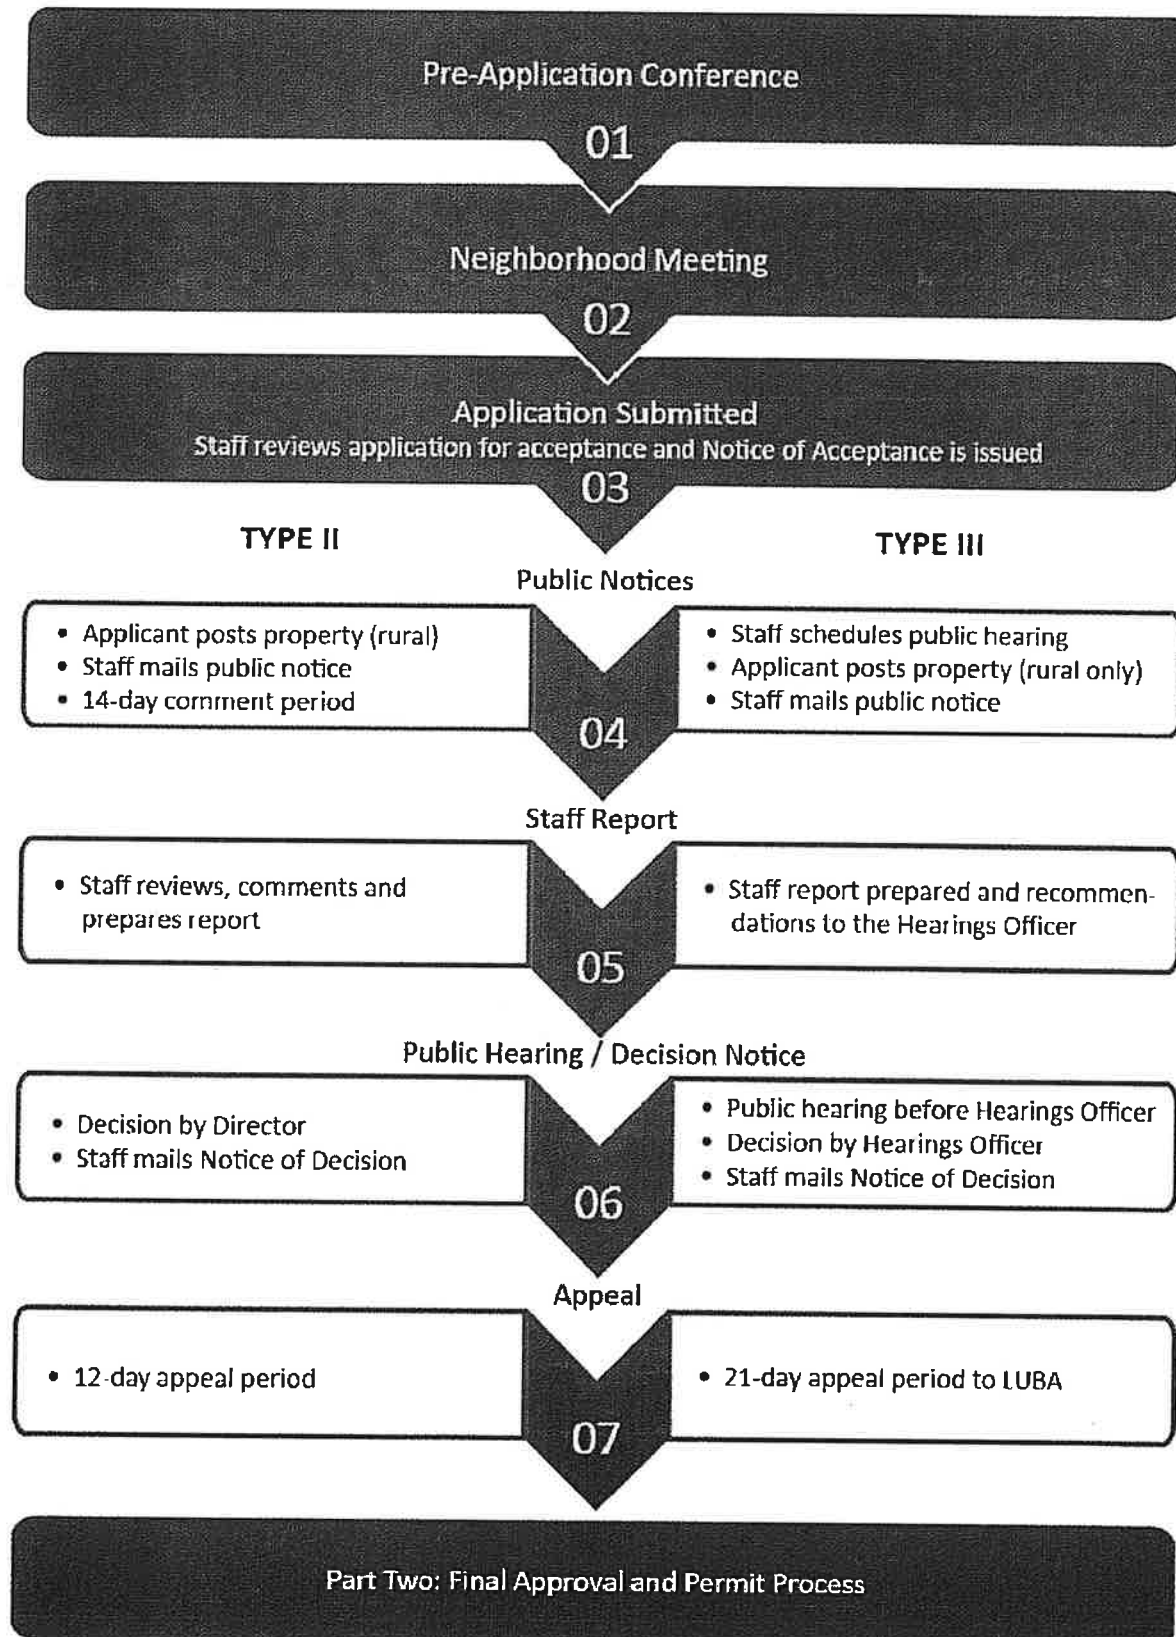 Pre-Application Conference
01
Neighborhood Meeting
02
Application Submitted
Staff reviews application for acceptance and Notice of Acceptance is issued
03
TYPE II
TYPE III
Public Notices
• Applicant posts property (rural)
• Staff mails public notice
• 14-day comment period
04
• Staff schedules public hearing
• Applicant posts property (rural only)
• Staff mails public notice
Staff Report
• Staff reviews, comments and
prepares report
05
• Staff report prepared and recommen-
dations to the Hearings Officer
Public Hearing / Decision Notice
• Decision by Director
• Staff mails Notice of Decision
06
• Public hearing before Hearings Officer
• Decision by Hearings Officer
• Staff mails Notice of Decision
Appeal
• 12-day appeal period
07
• 21-day appeal period to LUBA
Part Two: Final Approval and Permit Process